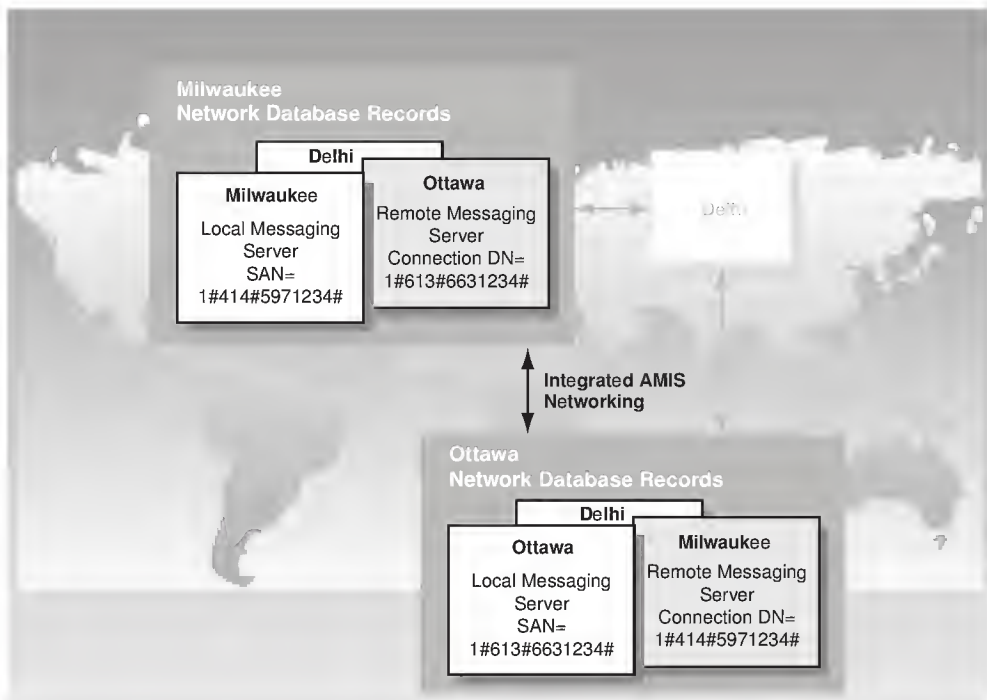 Milwaukee
Network Database Records
Delhi
Milwaukee
Local Messaging
Server
SAN=
1#414#5971234#
Ottawa
Remote Messaging
Server
Connection DN=
1#613#6631234#
Delhi
Integrated AMIS
Networking
Ottawa
Network Database Records
Delhi
Ottawa
Local Messaging
Server
SAN=
1#613#6631234#
Milwaukee
Remote Messaging
Server
Connection DN=
1#414#5971234#